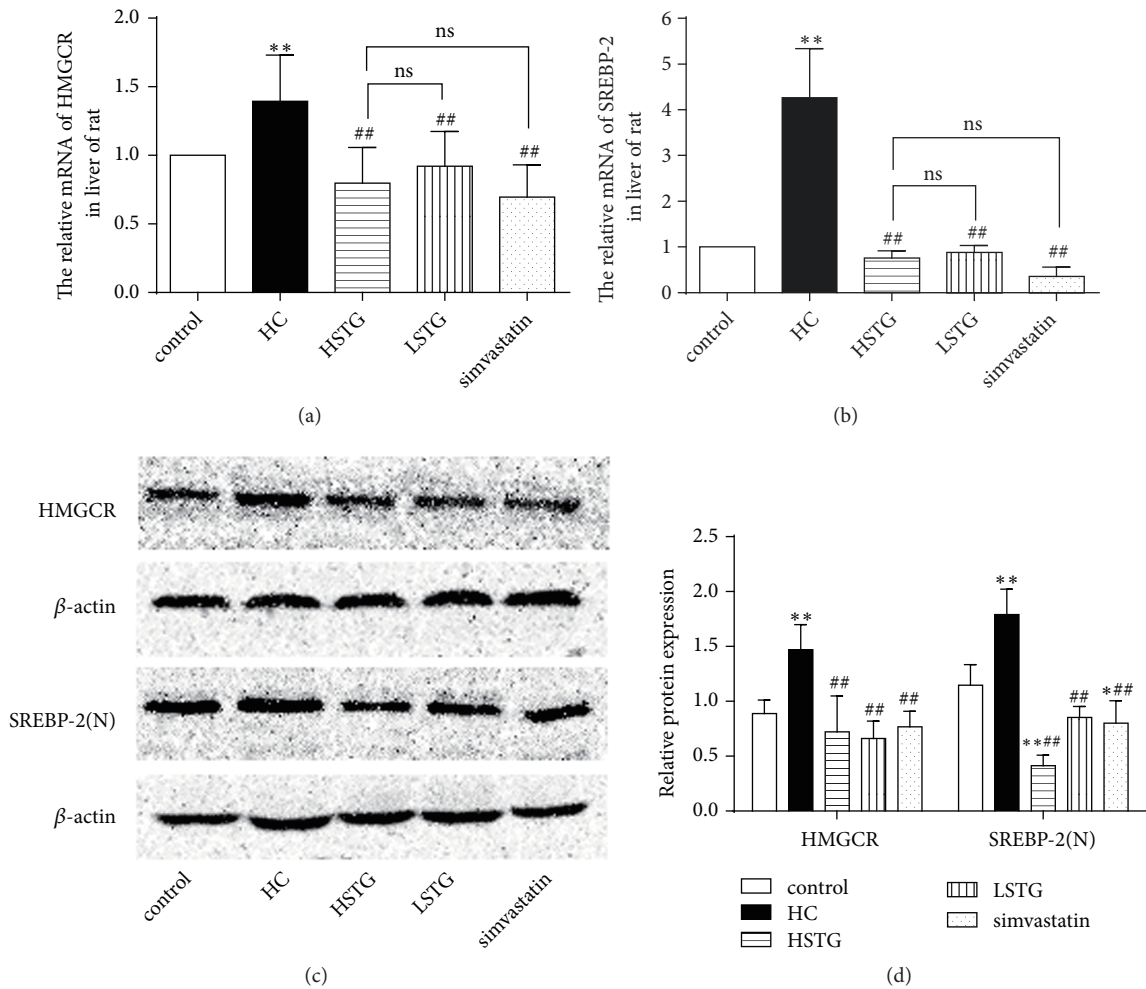 The relative mRNA of HMGCR
in liver of rat
2.0
1.5
1.0
0.5
0.0
**
##
##
##
ns
ns
control
HC
HSTG
LSTG
simvastatin
(a)
The relative mRNA of SREBP-2
in liver of rat
6
5
4
3
2
1
0
**
##
##
##
ns
ns
control
HC
HSTG
LSTG
simvastatin
(b)
HMGCR
β-actin
SREBP-2(N)
β-actin
control
HC
HSTG
LSTG
simvastatin
(c)
Relative protein expression
2.5
2.0
1.5
1.0
0.5
0.0
**
##
##
##
**
**##
##
*##
HMGCR
SREBP-2(N)
control
HC
HSTG
LSTG
simvastatin
(d)